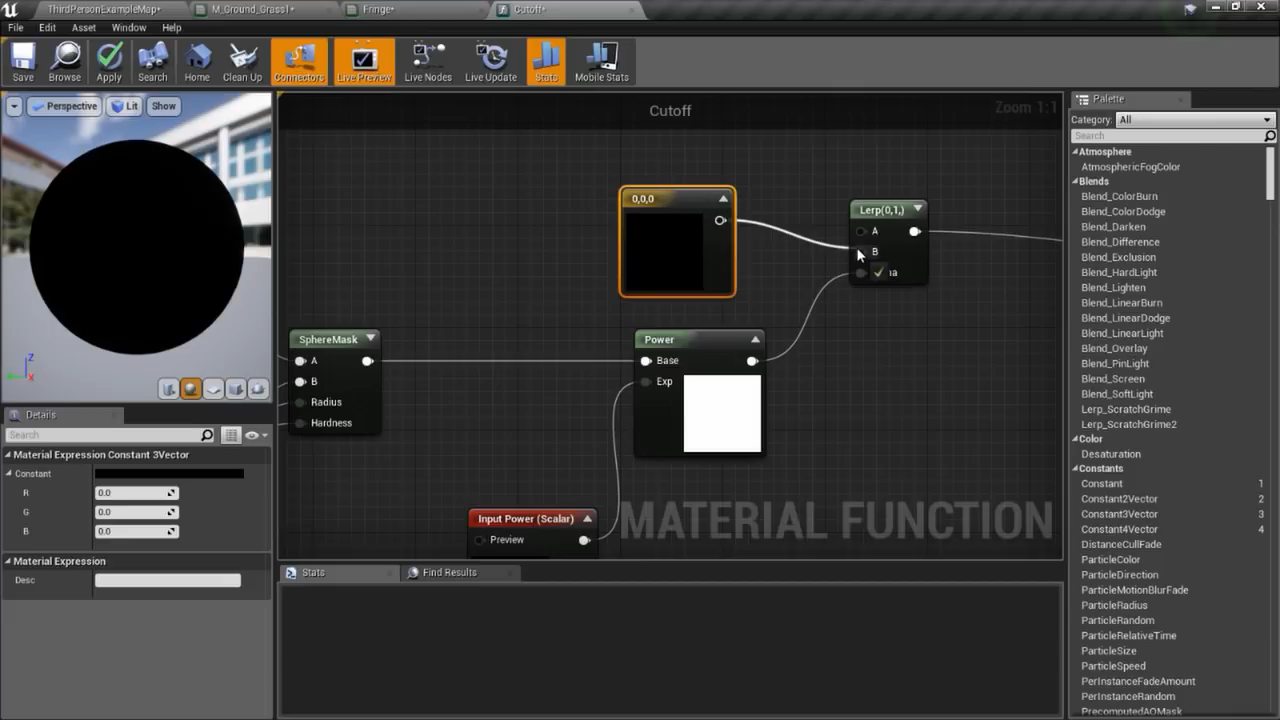 ThirdPersonExampleMap*
M_Ground_Grass1*
Fringe*
Cutoff*
File Edit Asset Window Help
Save Browse Apply Search Home Clean Up Connectors Live Preview Live Nodes Live Update Stats Mobile Stats
Perspective Lit Show
Z
X
Cutoff
Zoom 1:1
0,0,0
Lerp(0,1,)
A
B
SphereMask
A
B
Radius
Hardness
Power
Base
Exp
Input Power (Scalar)
Preview
MATERIAL FUNCTION
Details
Search
Material Expression Constant 3Vector
Constant
R 0.0
G 0.0
B 0.0
Material Expression
Desc
Stats
Find Results
Palette
Category: All
Search
Atmosphere
AtmosphericFogColor
Blends
Blend_ColorBurn
Blend_ColorDodge
Blend_Darken
Blend_Difference
Blend_Exclusion
Blend_HardLight
Blend_Lighten
Blend_LinearBurn
Blend_LinearDodge
Blend_LinearLight
Blend_Overlay
Blend_PinLight
Blend_Screen
Blend_SoftLight
Lerp_ScratchGrime
Lerp_ScratchGrime2
Color
Desaturation
Constants
Constant 1
Constant2Vector 2
Constant3Vector 3
Constant4Vector 4
DistanceCullFade
ParticleColor
ParticleDirection
ParticleMotionBlurFade
ParticleRadius
ParticleRandom
ParticleRelativeTime
ParticleSize
ParticleSpeed
PerInstanceFadeAmount
PerInstanceRandom
PrecomputedAOMask